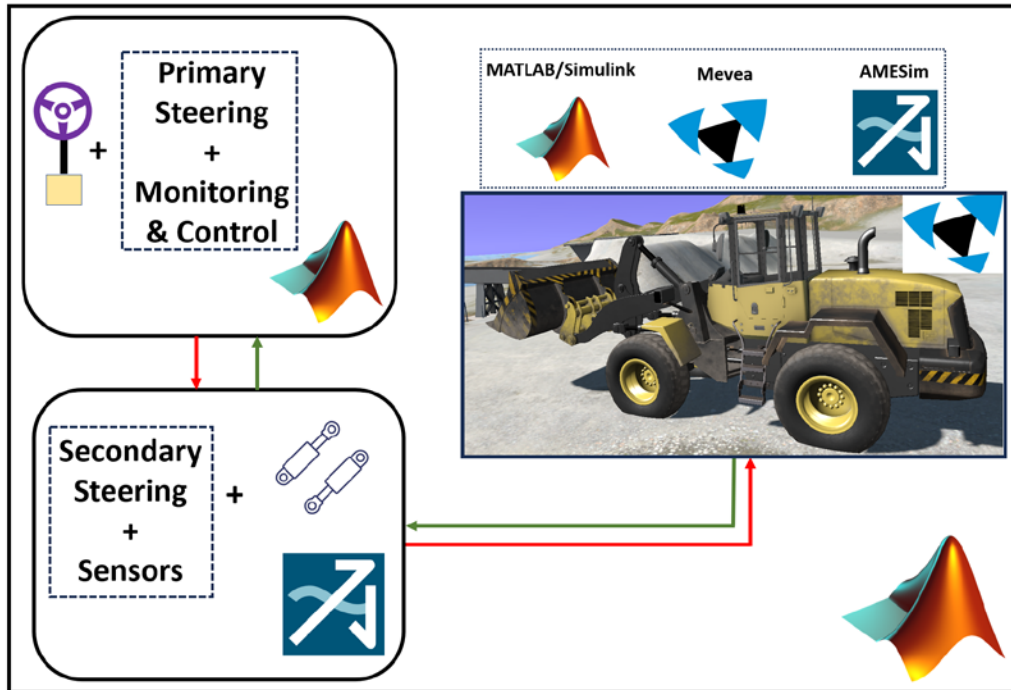 Primary
Steering
+
Monitoring
& Control
+
Secondary
Steering
+
Sensors
+
MATLAB/Simulink
Mevea
AMESim